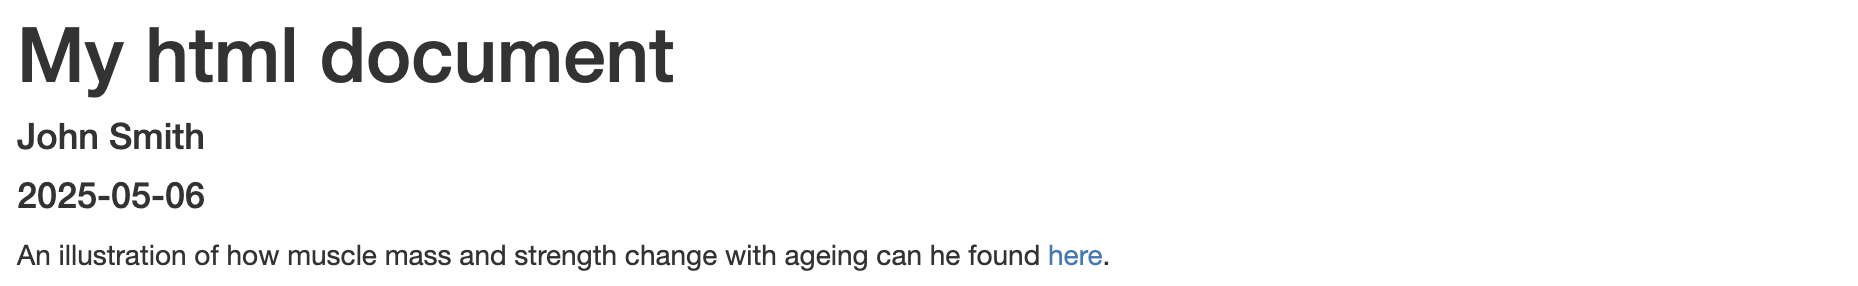 My html document
John Smith
2025-05-06
An illustration of how muscle mass and strength change with ageing can he found here.